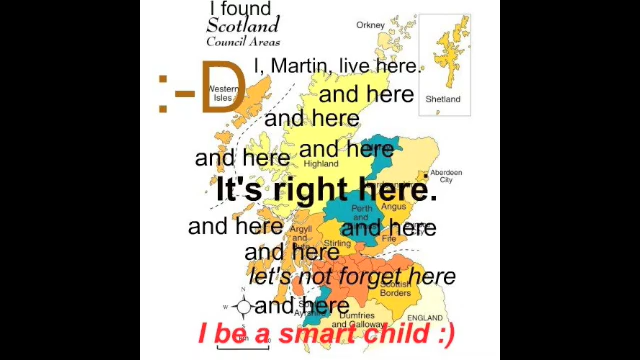 I found
Scotland
Council Areas
Orkney
I, Martin, live here.
:-D
Western
Isles
and here
Shetland
and here
and here
and here
Highland
Aberdeen
City
It's right here.
Perth
and
Angus
and here
Argyll
and
Bute
Stirling
and here
Fife
and here
let's not forget here
Scottish
Borders
N
W
and here
Ayrshire
Dumfries
and Galloway
ENGLAND
I be a smart child :)